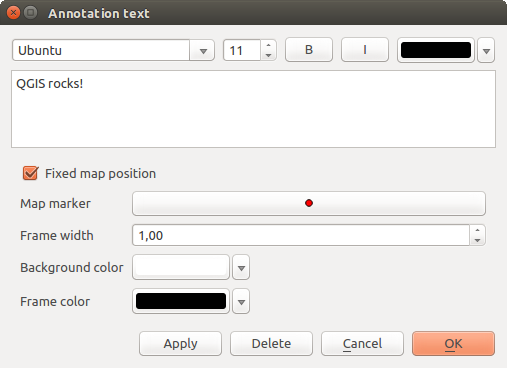 Annotation text
Ubuntu 11 B I
QGIS rocks!
Fixed map position
Map marker
Frame width 1,00
Background color
Frame color
Apply Delete Cancel OK